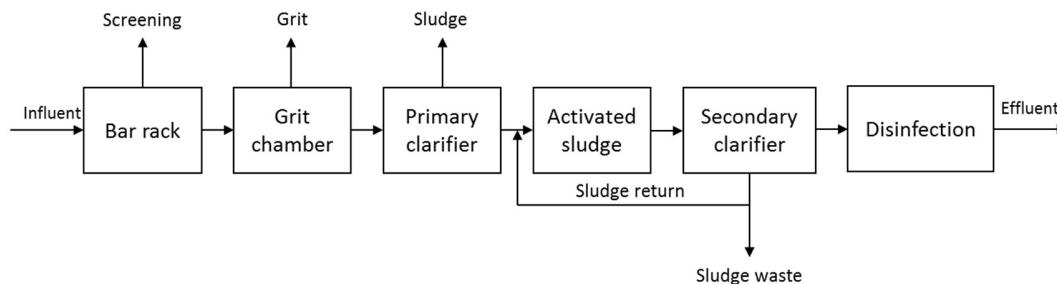 Screening
Grit
Sludge
Influent
Bar rack
Grit
chamber
Primary
clarifier
Activated
sludge
Secondary
clarifier
Disinfection
Effluent
Sludge return
Sludge waste